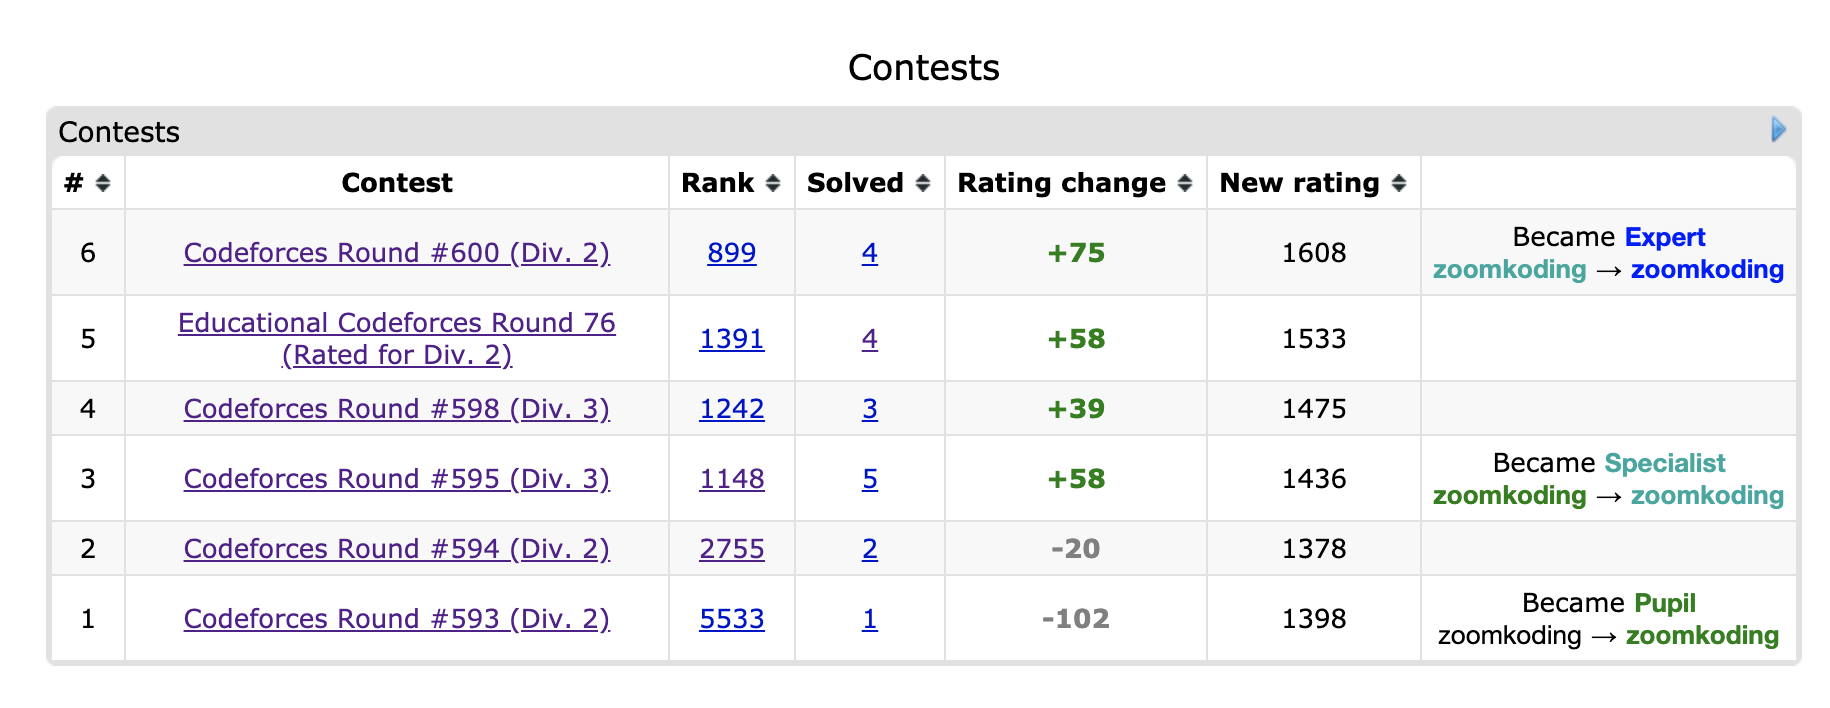 Contests
Contests
# Contest Rank Solved Rating change New rating
6 Codeforces Round #600 (Div. 2) 899 4 +75 1608 Became Expert
zoomkoding → zoomkoding
5 Educational Codeforces Round 76
(Rated for Div. 2) 1391 4 +58 1533
4 Codeforces Round #598 (Div. 3) 1242 3 +39 1475
3 Codeforces Round #595 (Div. 3) 1148 5 +58 1436 Became Specialist
zoomkoding → zoomkoding
2 Codeforces Round #594 (Div. 2) 2755 2 -20 1378
1 Codeforces Round #593 (Div. 2) 5533 1 -102 1398 Became Pupil
zoomkoding → zoomkoding